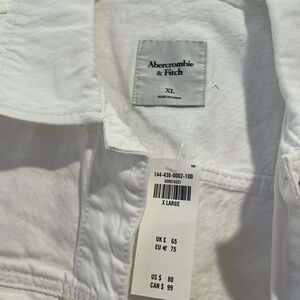 Abercrombie
& Fitch
XL
144-438-0002-100
X LARGE
UK £ 65
EU € 75
US $ 80
CAN $ 99